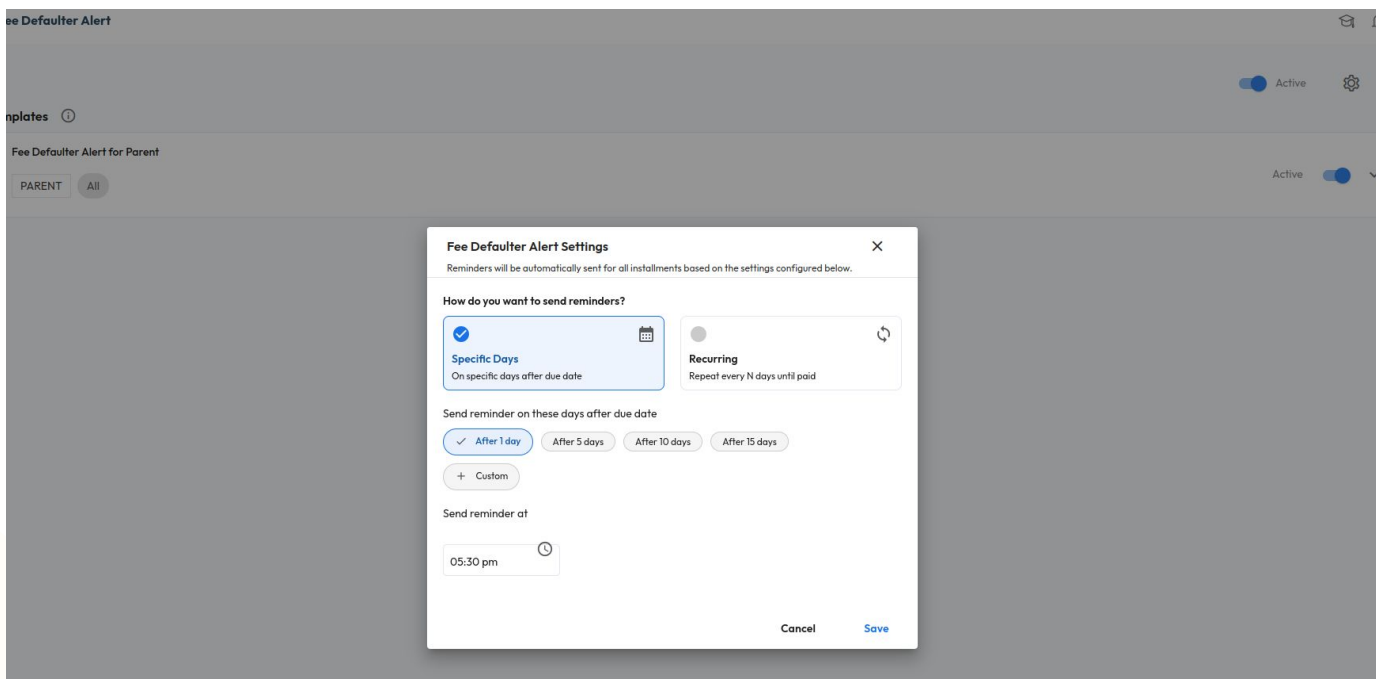 ee Defaulter Alert
Active
mplates
Fee Defaulter Alert for Parent
PARENT All
Active
Fee Defaulter Alert Settings
Reminders will be automatically sent for all installments based on the settings configured below.
How do you want to send reminders?
Specific Days
On specific days after due date
Recurring
Repeat every N days until paid
Send reminder on these days after due date
After 1 day After 5 days After 10 days After 15 days
+ Custom
Send reminder at
05:30 pm
Cancel Save